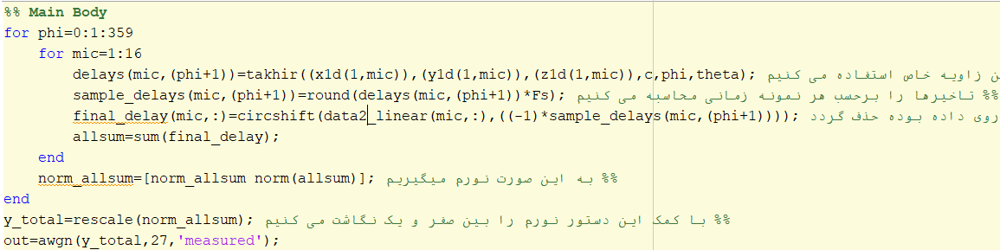 %% Main Body
for phi=0:1:359
for mic=1:16
delays(mic,(phi+1))=takhir((x1d(1,mic)),(y1d(1,mic)),(z1d(1,mic)),c,phi,theta); زاویه خاص استفاده می کنیم
sample_delays(mic,(phi+1))=round(delays(mic,(phi+1))*Fs); %% تاخیرها را برحسب هر نمونه زمانی محاسبه می کنیم
final_delay(mic,:)=circshift(data2_linear(mic,:),((-1)*sample_delays(mic,(phi+1)))); روی داده بوده حذف گردد
allsum=sum(final_delay);
end
norm_allsum=[norm_allsum norm(allsum)]; %% به این صورت نورم میگیریم
end
y_total=rescale(norm_allsum); %% با کمک این دستور نورم را بین صفر و یک نگاشت می کنیم
out=awgn(y_total,27,'measured');